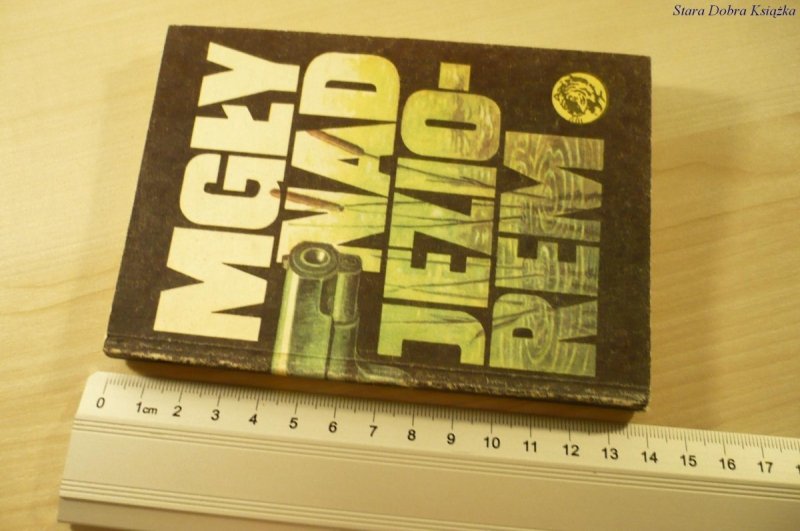 Stara Dobra Książka
MGŁY
NAD
JEZIO-
REM
0 1cm 2 3 4 5 6 7 8 9 10 11 12 13 14 15 16 17